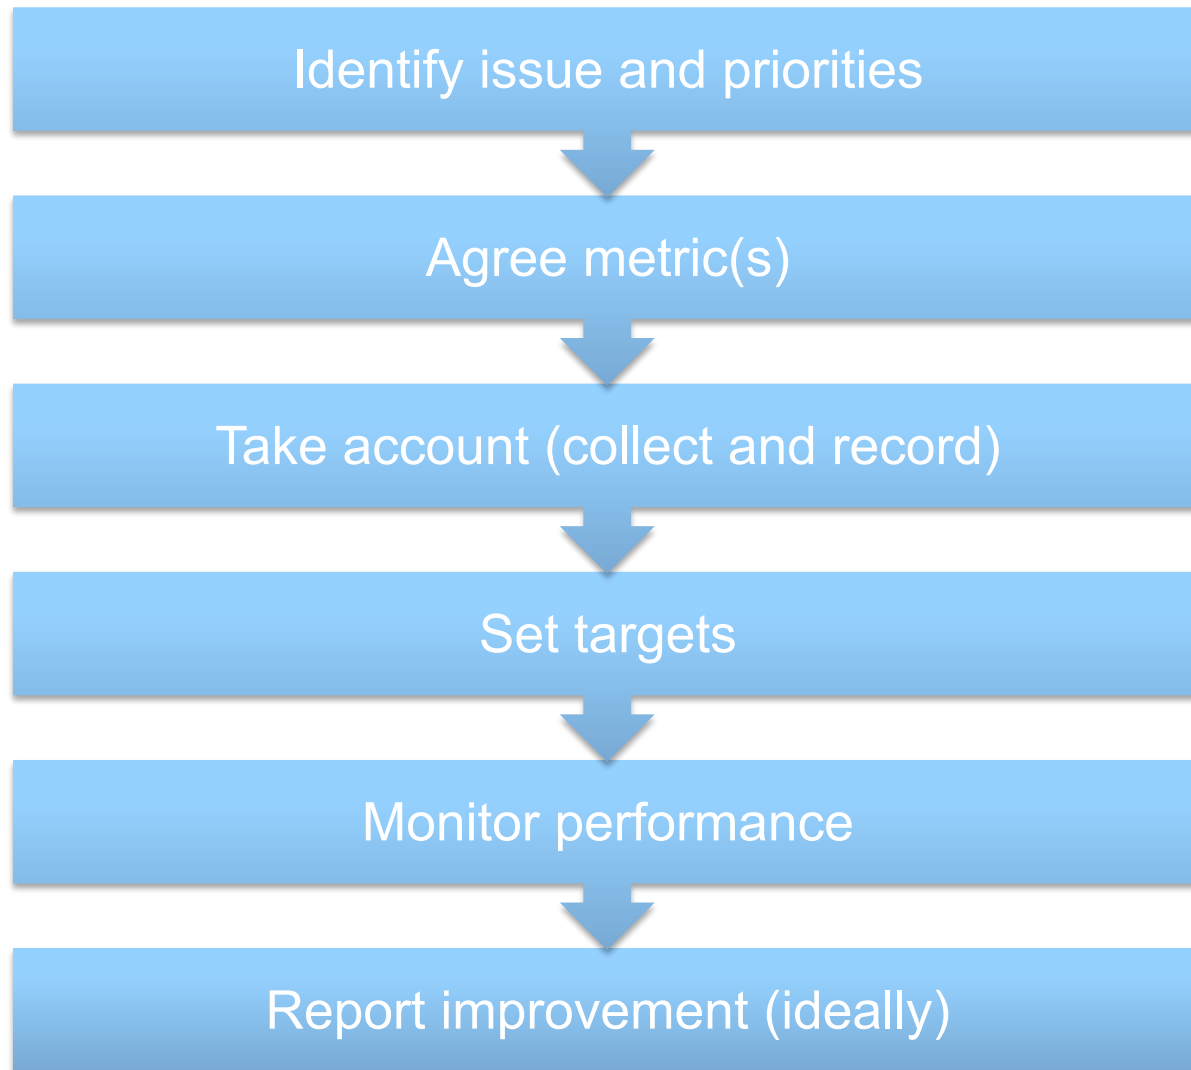 Identify issue and priorities
Agree metric(s)
Take account (collect and record)
Set targets
Monitor performance
Report improvement (ideally)